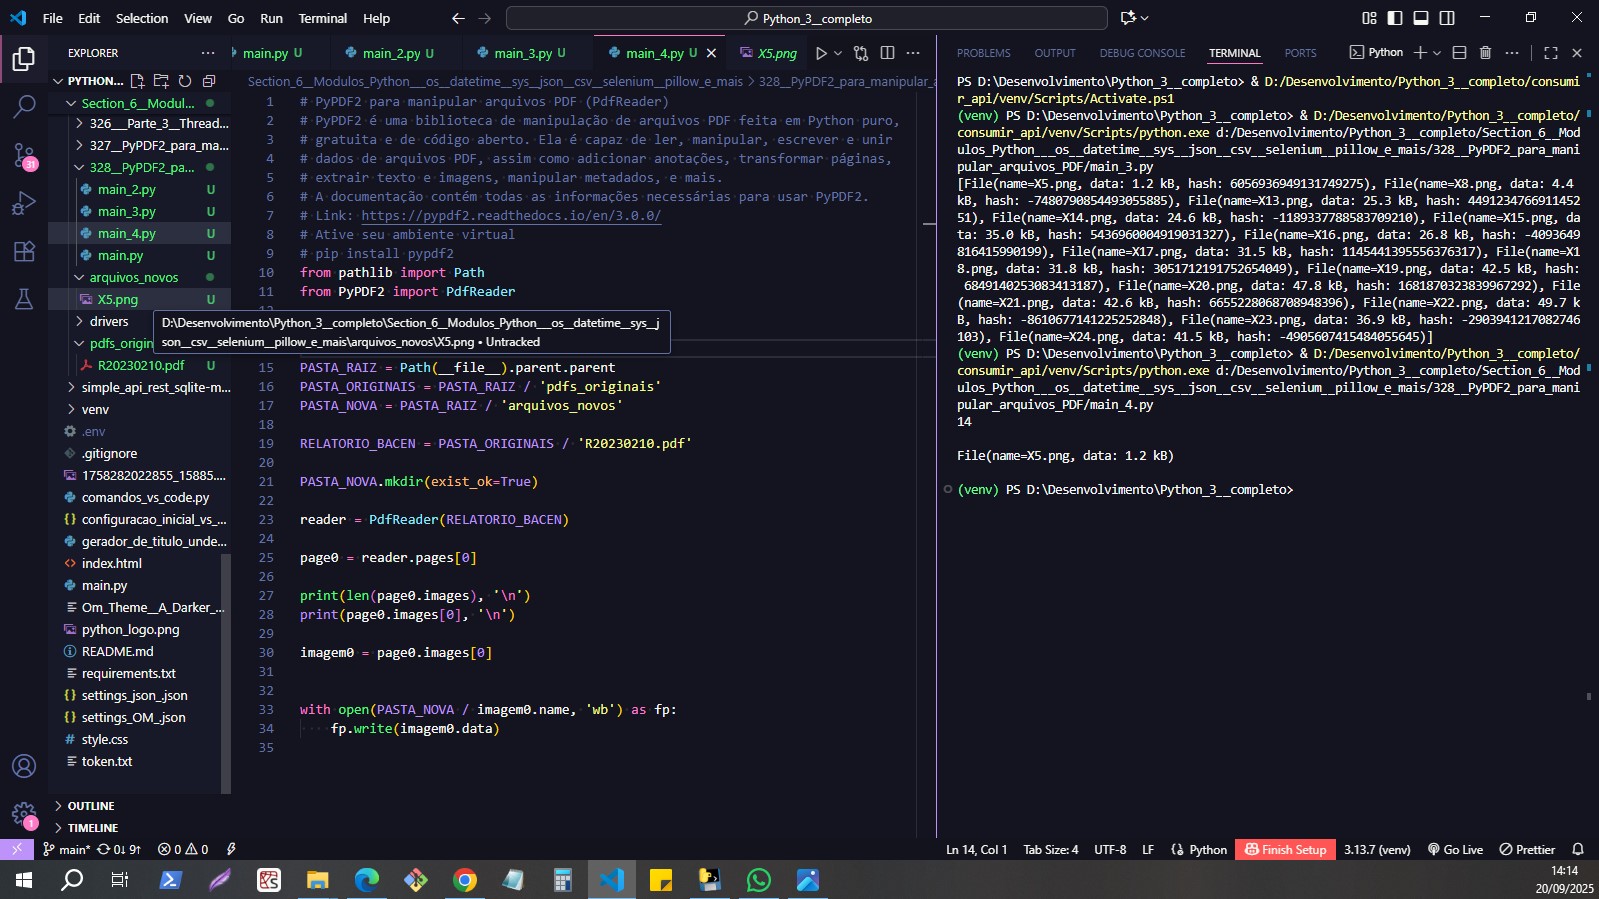 File Edit Selection View Go Run Terminal Help
Python_3__completo
EXPLORER
PYTHON...
Section_6__Modul...
326___Parte_3__Thread...
327__PyPDF2_para_ma...
328__PyPDF2_pa...
main_2.py U
main_3.py U
main_4.py U
main.py U
arquivos_novos
X5.png U
drivers
pdfs_origin
R20230210.pdf U
simple_api_rest_sqlite-m...
venv
.env
.gitignore
1758282022855_15885....
comandos_vs_code.py
configuracao_inicial_vs_...
gerador_de_titulo_unde...
index.html
main.py
Om_Theme__A_Darker_...
python_logo.png
README.md
requirements.txt
settings_json_.json
settings_OM_.json
style.css
token.txt
OUTLINE
TIMELINE
31
1
main.py U
main_2.py U
main_3.py U
main_4.py U
X5.png
Section_6__Modulos_Python___os__datetime__sys__json__csv__selenium__pillow_e_mais > 328__PyPDF2_para_manipular_a
1 # PyPDF2 para manipular arquivos PDF (PdfReader)
2 # PyPDF2 é uma biblioteca de manipulação de arquivos PDF feita em Python puro,
3 # gratuita e de código aberto. Ela é capaz de ler, manipular, escrever e unir
4 # dados de arquivos PDF, assim como adicionar anotações, transformar páginas,
5 # extrair texto e imagens, manipular metadados, e mais.
6 # A documentação contém todas as informações necessárias para usar PyPDF2.
7 # Link: https://pypdf2.readthedocs.io/en/3.0.0/
8 # Ative seu ambiente virtual
9 # pip install pypdf2
10 from pathlib import Path
11 from PyPDF2 import PdfReader
D:\Desenvolvimento\Python_3__completo\Section_6__Modulos_Python___os__datetime__sys__j
son__csv__selenium__pillow_e_mais\arquivos_novos\X5.png • Untracked
15 PASTA_RAIZ = Path(__file__).parent.parent
16 PASTA_ORIGINAIS = PASTA_RAIZ / 'pdfs_originais'
17 PASTA_NOVA = PASTA_RAIZ / 'arquivos_novos'
18
19 RELATORIO_BACEN = PASTA_ORIGINAIS / 'R20230210.pdf'
20
21 PASTA_NOVA.mkdir(exist_ok=True)
22
23 reader = PdfReader(RELATORIO_BACEN)
24
25 page0 = reader.pages[0]
26
27 print(len(page0.images), '\n')
28 print(page0.images[0], '\n')
29
30 imagem0 = page0.images[0]
31
32
33 with open(PASTA_NOVA / imagem0.name, 'wb') as fp:
34 fp.write(imagem0.data)
35
PROBLEMS OUTPUT DEBUG CONSOLE TERMINAL PORTS Python
PS D:\Desenvolvimento\Python_3__completo> & D:/Desenvolvimento/Python_3__completo/consumi
r_api/venv/Scripts/Activate.ps1
(venv) PS D:\Desenvolvimento\Python_3__completo> & D:/Desenvolvimento/Python_3__completo/
consumir_api/venv/Scripts/python.exe d:/Desenvolvimento/Python_3__completo/Section_6__Mod
ulos_Python___os__datetime__sys__json__csv__selenium__pillow_e_mais/328__PyPDF2_para_mani
pular_arquivos_PDF/main_3.py
[File(name=X5.png, data: 1.2 kB, hash: 6056936949131749275), File(name=X8.png, data: 4.4
kB, hash: -7480790854493055885), File(name=X13.png, data: 25.3 kB, hash: 4491234766911452
51), File(name=X14.png, data: 24.6 kB, hash: -1189337788583709210), File(name=X15.png, da
ta: 35.0 kB, hash: 5436960004919031327), File(name=X16.png, data: 26.8 kB, hash: -4093649
816415990199), File(name=X17.png, data: 31.5 kB, hash: 1145441395556376317), File(name=X1
8.png, data: 31.8 kB, hash: 3051712191752654049), File(name=X19.png, data: 42.5 kB, hash:
6849140253083413187), File(name=X20.png, data: 47.8 kB, hash: 1681870323839967292), File
(name=X21.png, data: 42.6 kB, hash: 6655228068708948396), File(name=X22.png, data: 49.7 k
B, hash: -8610677141225252848), File(name=X23.png, data: 36.9 kB, hash: -2903941217082746
103), File(name=X24.png, data: 41.5 kB, hash: -4905607415484055645)]
(venv) PS D:\Desenvolvimento\Python_3__completo> & D:/Desenvolvimento/Python_3__completo/
consumir_api/venv/Scripts/python.exe d:/Desenvolvimento/Python_3__completo/Section_6__Mod
ulos_Python___os__datetime__sys__json__csv__selenium__pillow_e_mais/328__PyPDF2_para_mani
pular_arquivos_PDF/main_4.py
14
File(name=X5.png, data: 1.2 kB)
(venv) PS D:\Desenvolvimento\Python_3__completo>
main* 0↓ 9↑ 0 0
Ln 14, Col 1 Tab Size: 4 UTF-8 LF Python Finish Setup 3.13.7 (venv) Go Live Prettier
14:14
20/09/2025